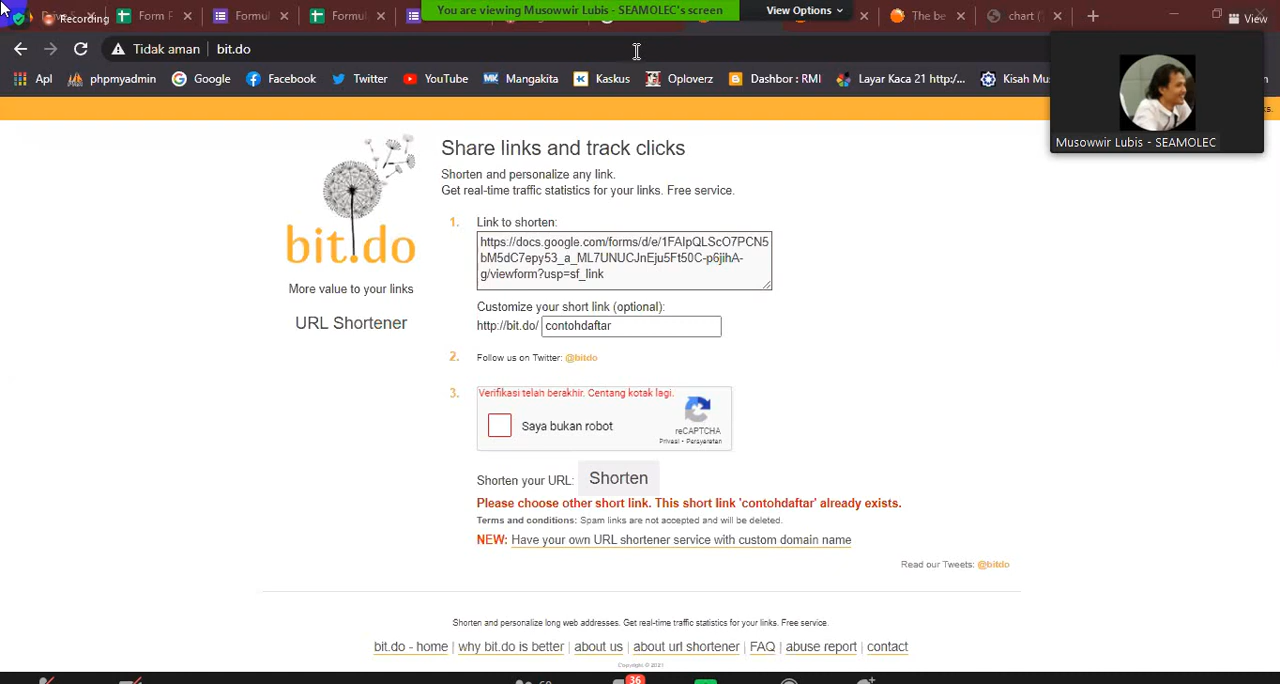 Recording
Form F
Formul
Formul
You are viewing Musowwir Lubis - SEAMOLEC's screen
View Options
The be
chart (
View
Tidak aman
bit.do
Apl
phpmyadmin
Google
Facebook
Twitter
YouTube
MK Mangakita
K Kaskus
Oploverz
Dashbor : RMI
Layar Kaca 21 http:/...
Kisah Mu
Musowwir Lubis - SEAMOLEC
bit.do
More value to your links
URL Shortener
Share links and track clicks
Shorten and personalize any link.
Get real-time traffic statistics for your links. Free service.
1. Link to shorten:
https://docs.google.com/forms/d/e/1FAIpQLScO7PCN5
bM5dC7epy53_a_ML7UNUCJnEju5Ft50C-p6jihA-
g/viewform?usp=sf_link
Customize your short link (optional):
http://bit.do/ contohdaftar
2. Follow us on Twitter: @bitdo
3. Verifikasi telah berakhir. Centang kotak lagi.
Saya bukan robot
reCAPTCHA
Privasi • Persyaratan
Shorten your URL: Shorten
Please choose other short link. This short link 'contohdaftar' already exists.
Terms and conditions: Spam links are not accepted and will be deleted.
NEW: Have your own URL shortener service with custom domain name
Read our Tweets: @bitdo
Shorten and personalize long web addresses. Get real-time traffic statistics for your links. Free service.
bit.do - home | why bit.do is better | about us | about url shortener | FAQ | abuse report | contact
Copyright © 2021
36